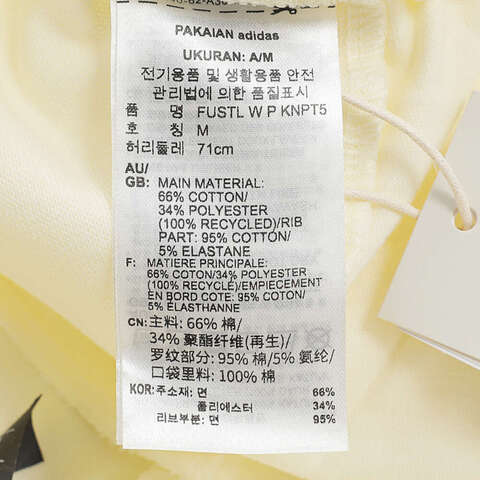 PAKAIAN adidas
UKURAN: A/M
전기용품 및 생활용품 안전
관리법에 의한 품질표시
품 명 FUSTL W P KNPT5
호 칭 M
허리둘레 71cm
AU/
GB: MAIN MATERIAL:
66% COTTON/
34% POLYESTER
(100% RECYCLED)/RIB
PART: 95% COTTON/
5% ELASTANE
F: MATIERE PRINCIPALE:
66% COTON/34% POLYESTER
(100% RECYCLÉ)/EMPIECEMENT
EN BORD COTE: 95% COTON/
5% ÉLASTHANNE
CN: 主料: 66% 棉/
34% 聚酯纤维(再生)/
罗纹部分: 95% 棉/5% 氨纶/
口袋里料: 100% 棉
KOR: 주소재: 면 66%
폴리에스터 34%
리브부분: 면 95%